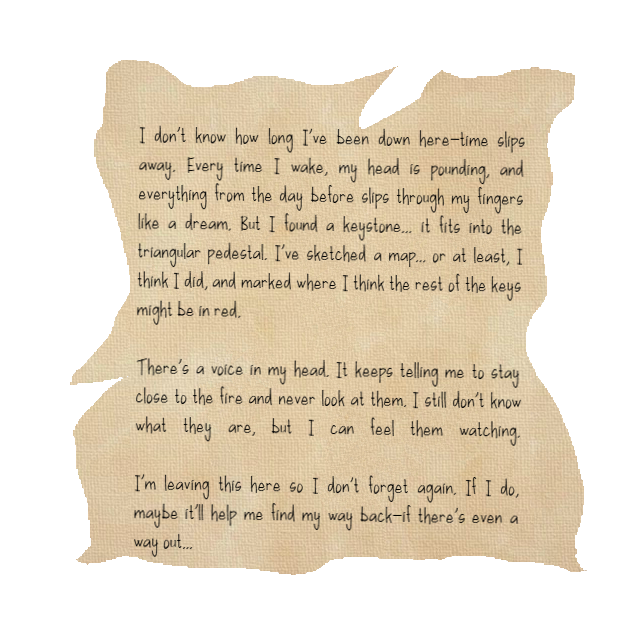 I don't know how long I've been down here—time slips
away. Every time I wake, my head is pounding, and
everything from the day before slips through my fingers
like a dream. But I found a keystone... it fits into the
triangular pedestal. I've sketched a map... or at least, I
think I did, and marked where I think the rest of the keys
might be in red.
There's a voice in my head. It keeps telling me to stay
close to the fire and never look at them. I still don't know
what they are, but I can feel them watching.
I'm leaving this here so I don't forget again. If I do,
maybe it'll help me find my way back—if there's even a
way out...